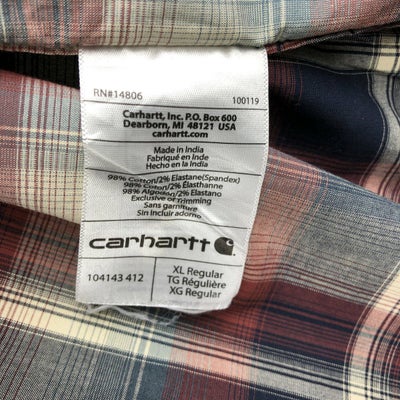 RN#14806
100119
Carhartt, Inc. P.O. Box 600
Dearborn, MI 48121 USA
carhartt.com
Made in India
Fabriqué en Inde
Hecho en la India
98% Cotton/2% Elastane(Spandex)
98% Coton/2% Élasthanne
98% Algodon/2% Elastano
Exclusive of Trimming
Sans garniture
Sin incluir adorno
carhartt
104143 412
XL Regular
TG Régulière
XG Regular